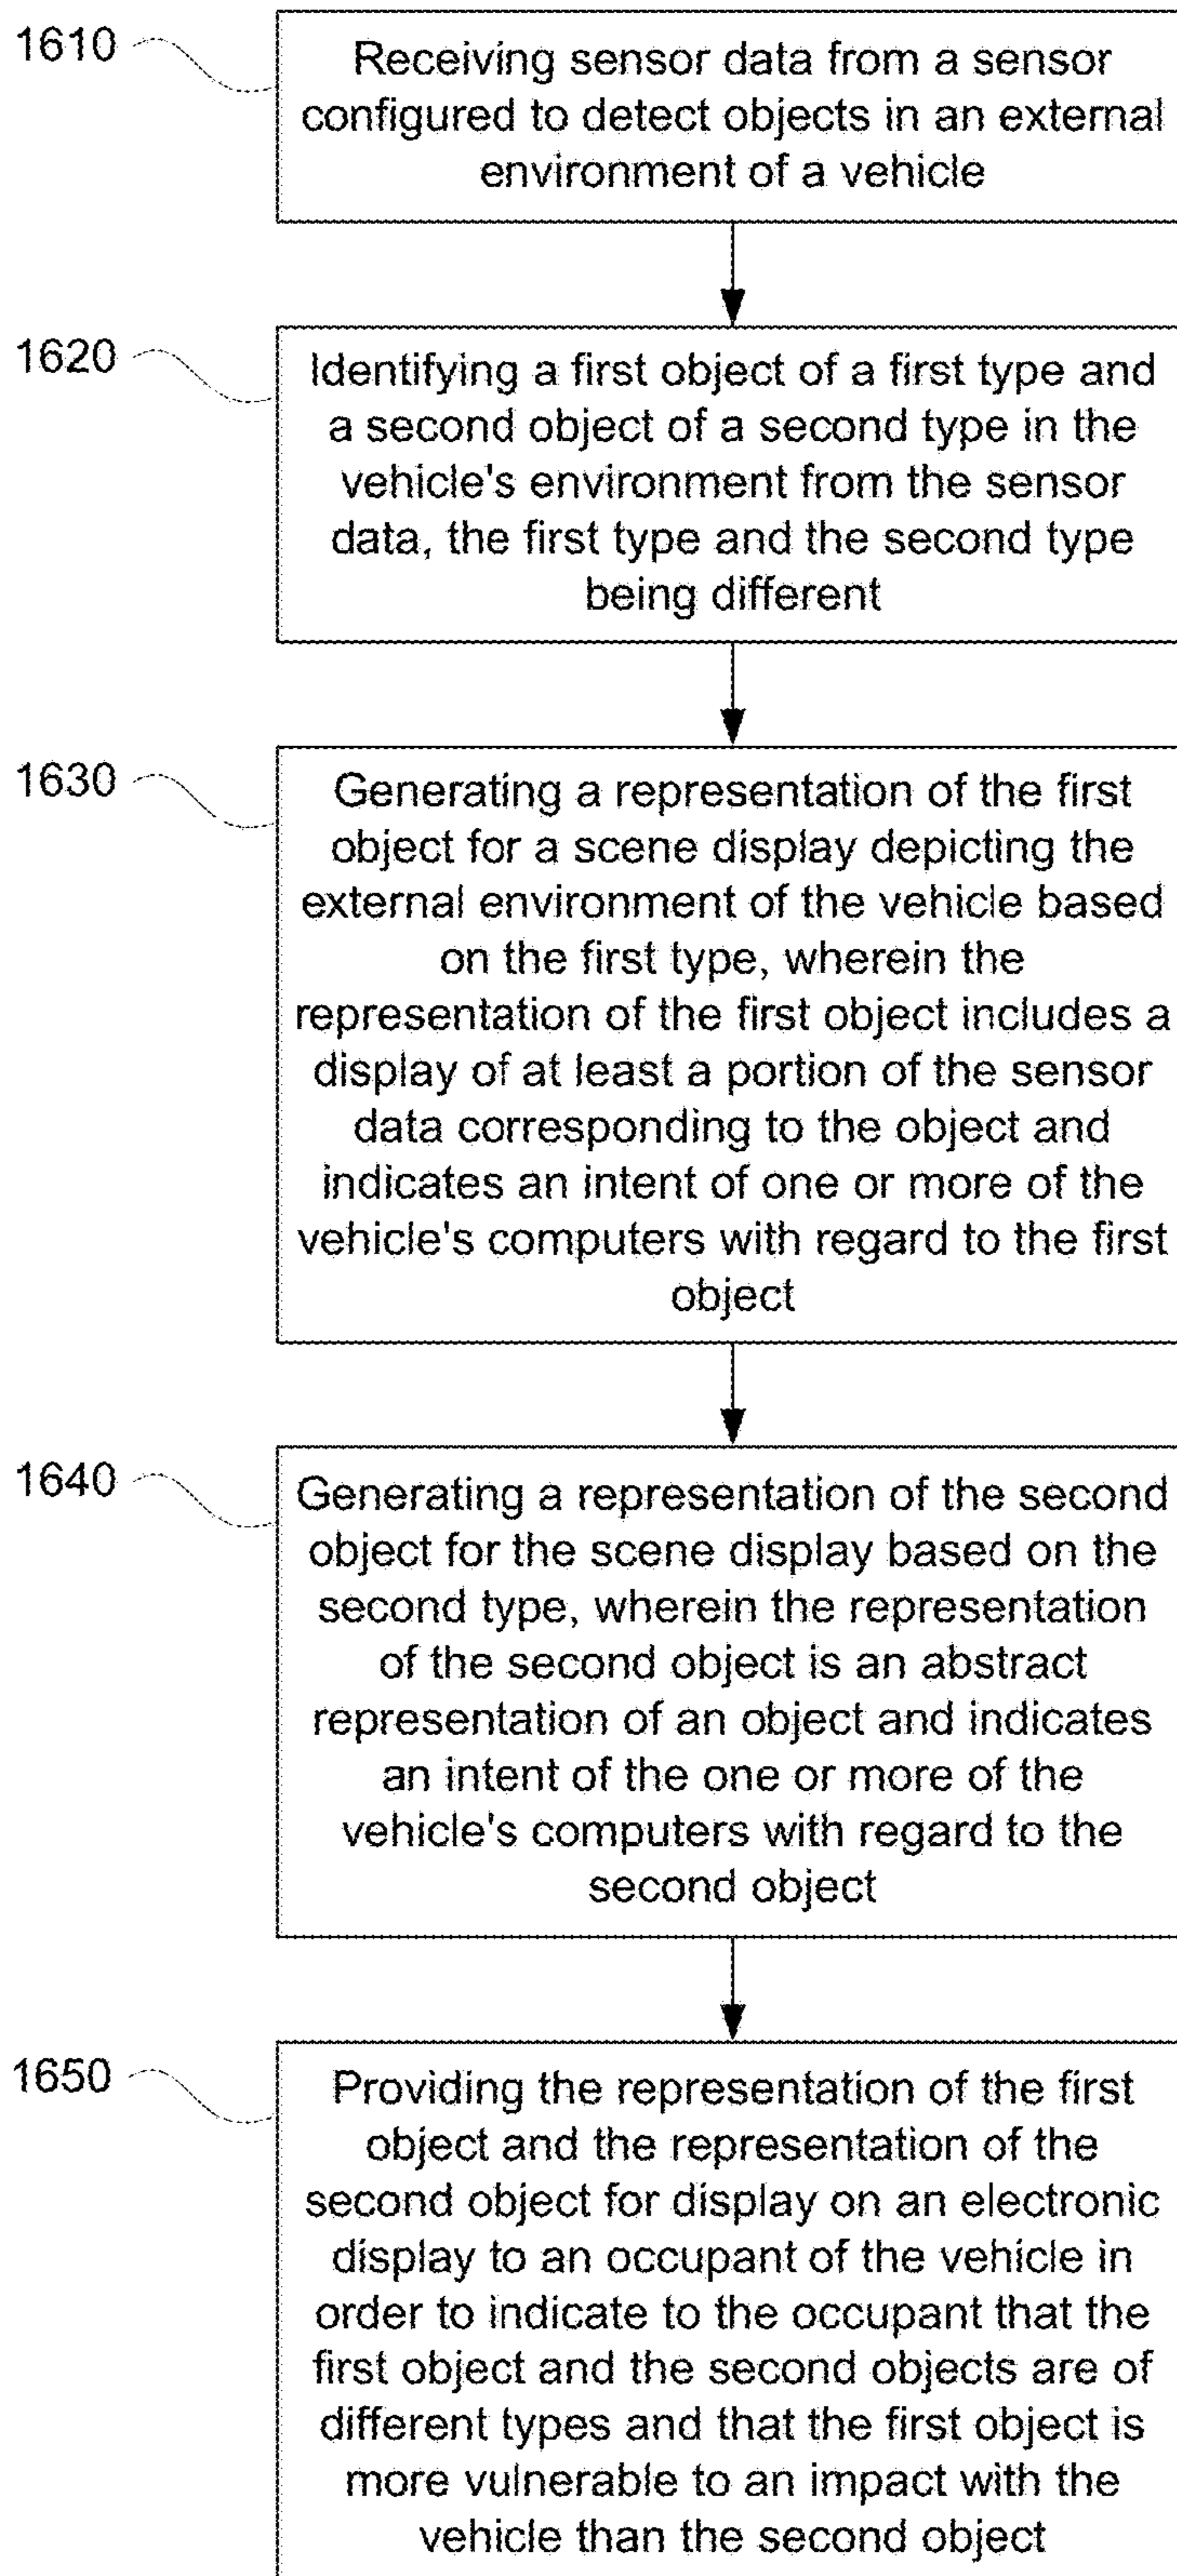 1610
Receiving sensor data from a sensor
configured to detect objects in an external
environment of a vehicle
1620
Identifying a first object of a first type and
a second object of a second type in the
vehicle's environment from the sensor
data, the first type and the second type
being different
1630
Generating a representation of the first
object for a scene display depicting the
external environment of the vehicle based
on the first type, wherein the
representation of the first object includes a
display of at least a portion of the sensor
data corresponding to the object and
indicates an intent of one or more of the
vehicle's computers with regard to the first
object
1640
Generating a representation of the second
object for the scene display based on the
second type, wherein the representation
of the second object is an abstract
representation of an object and indicates
an intent of the one or more of the
vehicle's computers with regard to the
second object
1650
Providing the representation of the first
object and the representation of the
second object for display on an electronic
display to an occupant of the vehicle in
order to indicate to the occupant that the
first object and the second objects are of
different types and that the first object is
more vulnerable to an impact with the
vehicle than the second object